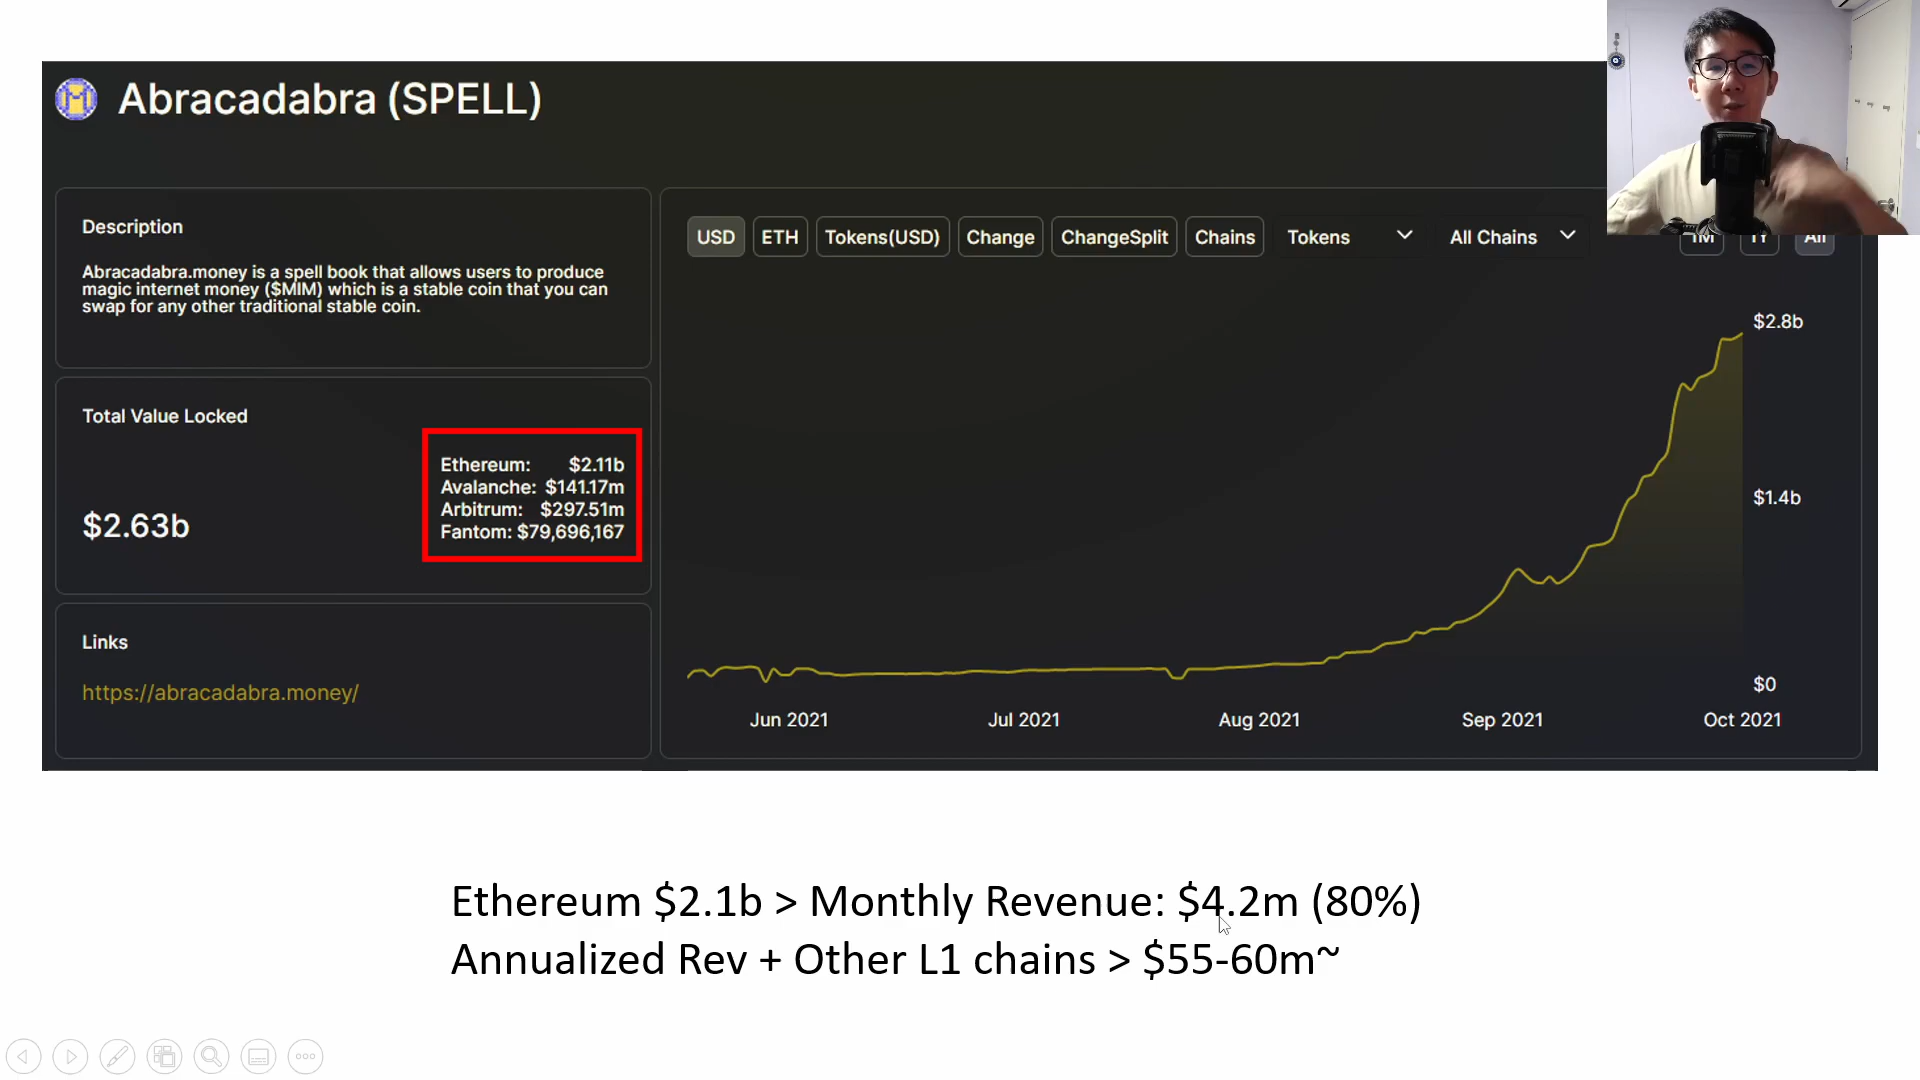 Abracadabra (SPELL)
Description
Abracadabra.money is a spell book that allows users to produce
magic internet money ($MIM) which is a stable coin that you can
swap for any other traditional stable coin.
Total Value Locked
$2.63b
Ethereum: $2.11b
Avalanche: $141.17m
Arbitrum: $297.51m
Fantom: $79,696,167
Links
https://abracadabra.money/
USD ETH Tokens(USD) Change ChangeSplit Chains Tokens All Chains 1M 1Y All
$2.8b
$1.4b
$0
Jun 2021 Jul 2021 Aug 2021 Sep 2021 Oct 2021
Ethereum $2.1b > Monthly Revenue: $4.2m (80%)
Annualized Rev + Other L1 chains > $55-60m~